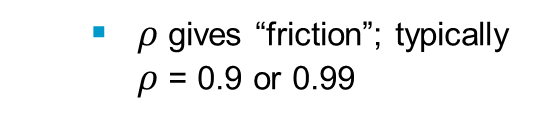 ρ gives “friction”; typically
ρ = 0.9 or 0.99